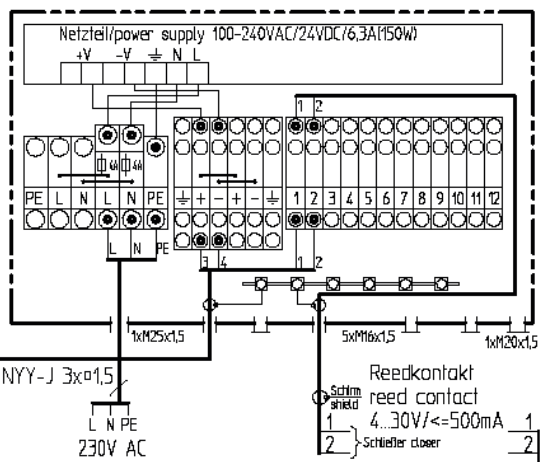 Netzteil/power supply 100-240VAC/24VDC/6,3A(150W)
+V -V N L
1 2
4A
PE L N L N PE + - + - 1 2 3 4 5 6 7 8 9 10 11 12
L N PE 3 4 1 2
1xM25x1,5 5xM16x1,5 1xM20x1,5
NYY-J 3x¤1,5
Reedkontakt
Schirm reed contact
shield 4...30V/<=500mA
1 1
2 Schließer closer 2
L N PE
230V AC